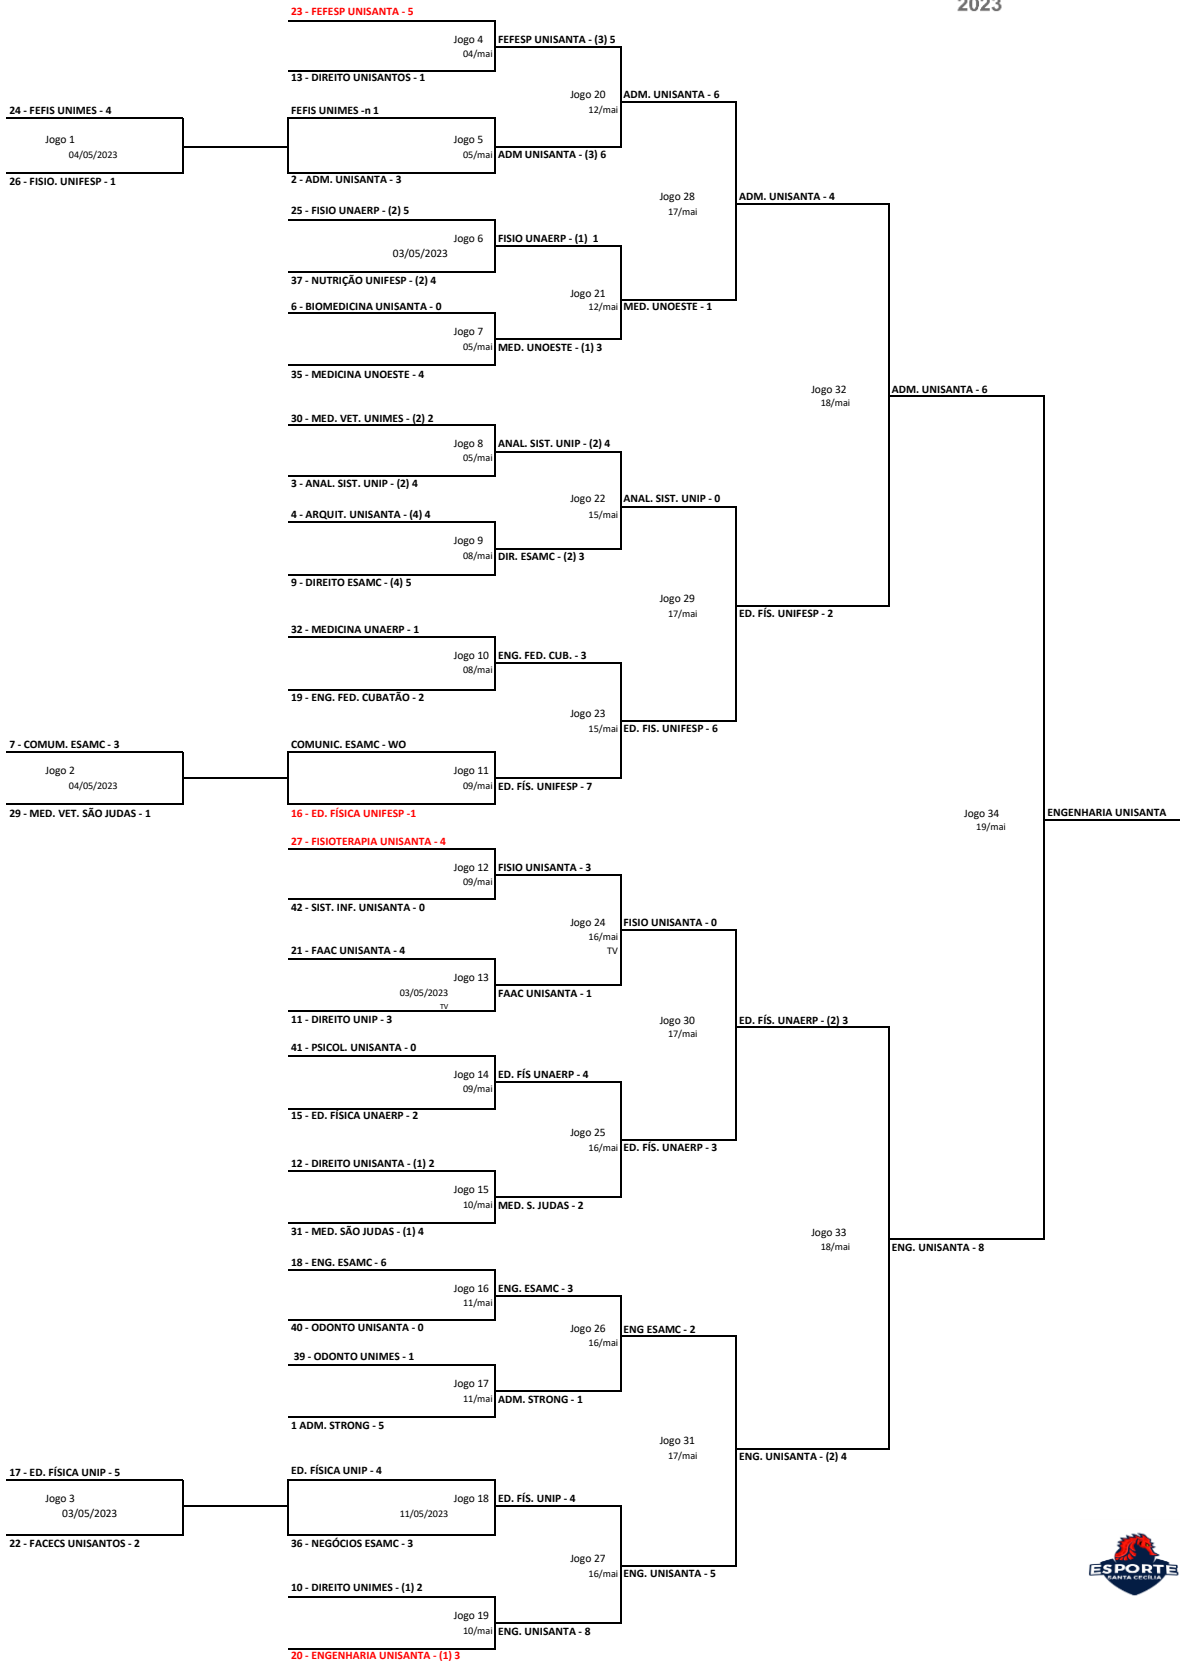 2023
23 - FEFESP UNISANTA - 5
Jogo 4
FEFESP UNISANTA - (3) 5
04/mai
13 - DIREITO UNISANTOS - 1
Jogo 20
ADM. UNISANTA - 6
12/mai
24 - FEFIS UNIMES - 4
FEFIS UNIMES -n 1
Jogo 1
Jogo 5
04/05/2023
05/mai
ADM UNISANTA - (3) 6
26 - FISIO. UNIFESP - 1
2 - ADM. UNISANTA - 3
Jogo 28
ADM. UNISANTA - 4
17/mai
25 - FISIO UNAERP - (2) 5
Jogo 6
FISIO UNAERP - (1)  1
03/05/2023
37 - NUTRIÇÃO UNIFESP - (2) 4
Jogo 21
12/mai
MED. UNOESTE - 1
6 - BIOMEDICINA UNISANTA - 0
Jogo 7
05/mai
MED. UNOESTE - (1) 3
35 - MEDICINA UNOESTE - 4
Jogo 32
ADM. UNISANTA - 6
18/mai
30 - MED. VET. UNIMES - (2) 2
Jogo 8
ANAL. SIST. UNIP - (2) 4
05/mai
3 - ANAL. SIST. UNIP - (2) 4
Jogo 22
ANAL. SIST. UNIP - 0
15/mai
4 - ARQUIT. UNISANTA - (4) 4
Jogo 9
08/mai
DIR. ESAMC - (2) 3
9 - DIREITO ESAMC - (4) 5
Jogo 29
17/mai
ED. FÍS. UNIFESP - 2
32 - MEDICINA UNAERP - 1
Jogo 10
ENG. FED. CUB. - 3
08/mai
19 - ENG. FED. CUBATÃO - 2
Jogo 23
15/mai
ED. FIS. UNIFESP - 6
7 - COMUM. ESAMC - 3
COMUNIC. ESAMC - WO
Jogo 2
Jogo 11
04/05/2023
09/mai
ED. FÍS. UNIFESP - 7
29 - MED. VET. SÃO JUDAS - 1
16 - ED. FÍSICA UNIFESP -1
Jogo 34
ENGENHARIA UNISANTA
19/mai
27 - FISIOTERAPIA UNISANTA - 4
Jogo 12
FISIO UNISANTA - 3
09/mai
42 - SIST. INF. UNISANTA - 0
Jogo 24
FISIO UNISANTA - 0
16/mai
TV
21 - FAAC UNISANTA - 4
Jogo 13
03/05/2023
FAAC UNISANTA - 1
TV
11 - DIREITO UNIP - 3
Jogo 30
ED. FÍS. UNAERP - (2) 3
17/mai
41 - PSICOL. UNISANTA - 0
Jogo 14
ED. FÍS UNAERP - 4
09/mai
15 - ED. FÍSICA UNAERP - 2
Jogo 25
16/mai
ED. FÍS. UNAERP - 3
12 - DIREITO UNISANTA - (1) 2
Jogo 15
10/mai
MED. S. JUDAS - 2
31 - MED. SÃO JUDAS - (1) 4
Jogo 33
18/mai
ENG. UNISANTA - 8
18 - ENG. ESAMC - 6
Jogo 16
ENG. ESAMC - 3
11/mai
40 - ODONTO UNISANTA - 0
Jogo 26
ENG ESAMC - 2
16/mai
39 - ODONTO UNIMES - 1
Jogo 17
11/mai
ADM. STRONG - 1
1 ADM. STRONG - 5
Jogo 31
17/mai
ENG. UNISANTA - (2) 4
17 - ED. FÍSICA UNIP - 5
ED. FÍSICA UNIP - 4
Jogo 3
Jogo 18
ED. FÍS. UNIP - 4
03/05/2023
11/05/2023
22 - FACECS UNISANTOS - 2
36 - NEGÓCIOS ESAMC - 3
Jogo 27
16/mai
ENG. UNISANTA - 5
ESPORTE
SANTA CECÍLIA
10 - DIREITO UNIMES - (1) 2
Jogo 19
10/mai
ENG. UNISANTA - 8
20 - ENGENHARIA UNISANTA - (1) 3